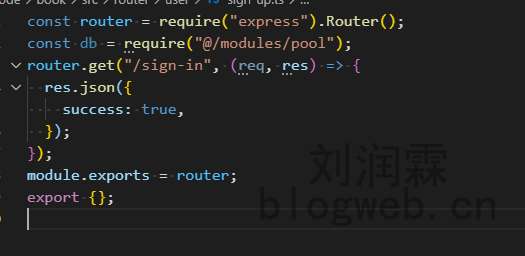 ode > book > src > router > user > TS sign-up.ts > ...
const router = require("express").Router();
const db = require("@/modules/pool");
router.get("/sign-in", (req, res) => {
  res.json({
    success: true,
  });
});
module.exports = router;
export {};
刘润霖
blogweb.cn